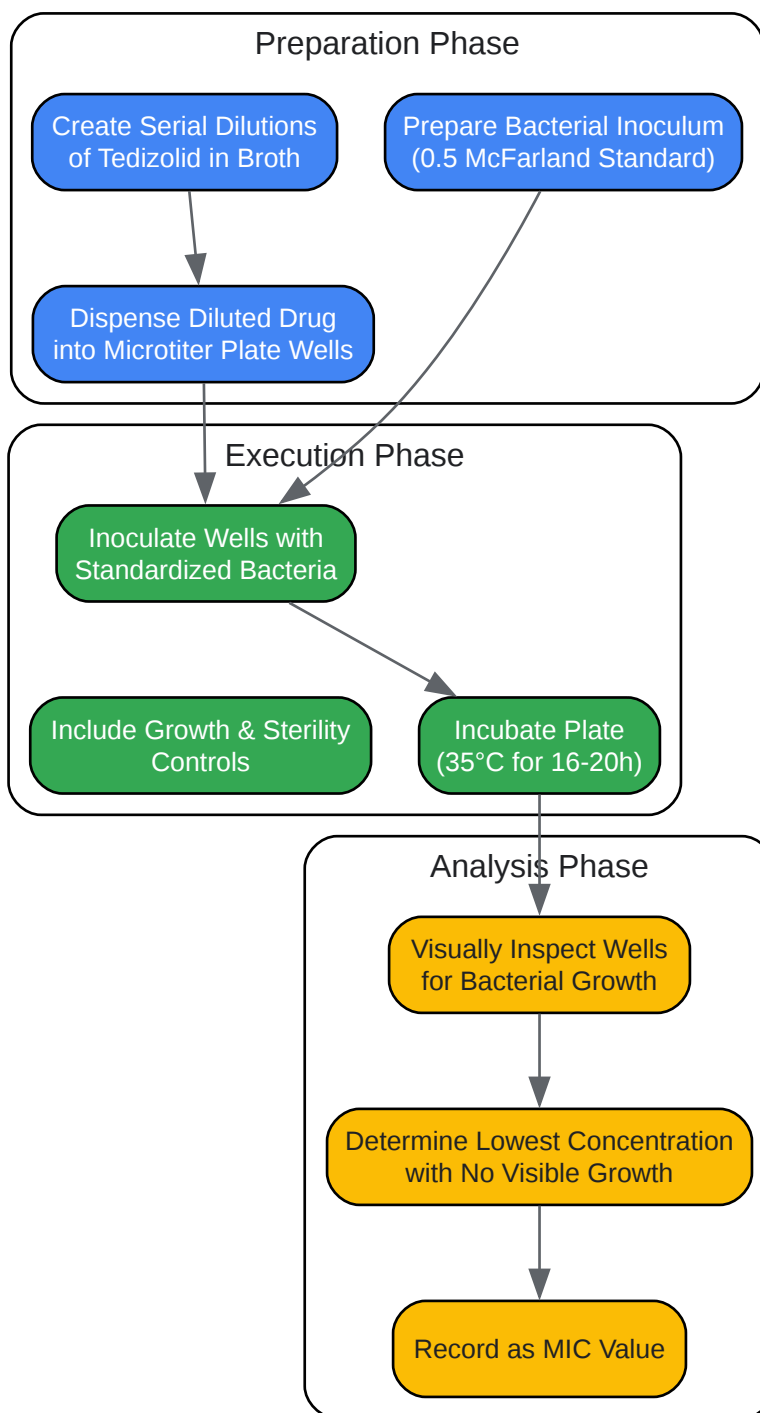 Preparation Phase
Create Serial Dilutions
of Tedizolid in Broth
Prepare Bacterial Inoculum
(0.5 McFarland Standard)
Dispense Diluted Drug
into Microtiter Plate Wells
Execution Phase
Inoculate Wells with
Standardized Bacteria
Include Growth & Sterility
Controls
Incubate Plate
(35°C for 16-20h)
Analysis Phase
Visually Inspect Wells
for Bacterial Growth
Determine Lowest Concentration
with No Visible Growth
Record as MIC Value